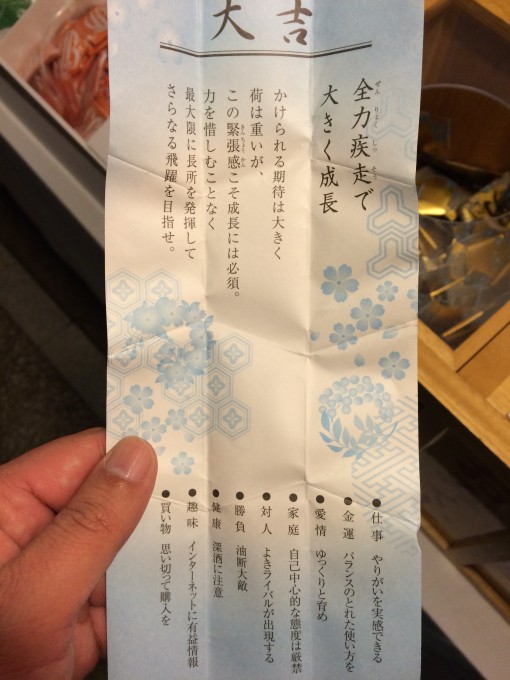 大吉
全力疾走で
大きく成長
かけられる期待は大きく
荷は重いが、
この緊張感こそ成長には必須。
力を惜しむことなく
最大限に長所を発揮して
さらなる飛躍を目指せ。
●仕事 やりがいを実感できる
●金運 バランスのとれた使い方を
●愛情 ゆっくりと育め
●家庭 自己中心的な態度は厳禁
●対人 よきライバルが出現する
●勝負 油断大敵
●健康 深酒に注意
●趣味 インターネットに有益情報
●買い物 思い切って購入を